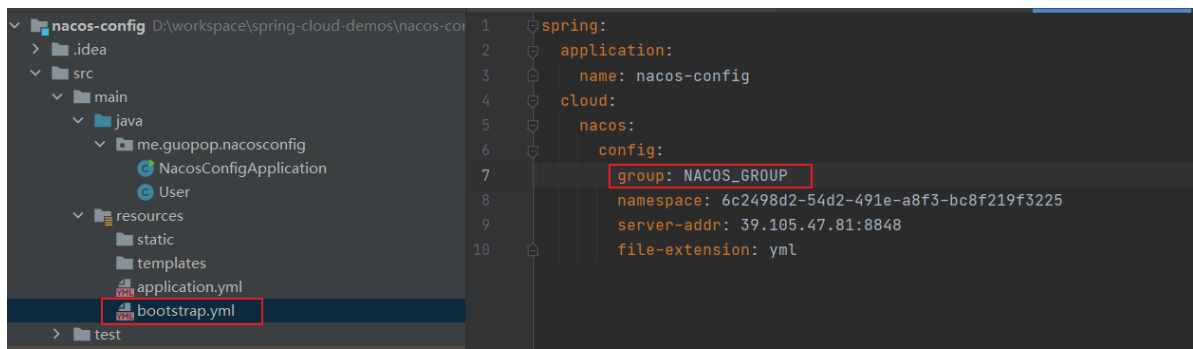 nacos-config D:\workspace\spring-cloud-demos\nacos-cor
.idea
src
main
java
me.guopop.nacosconfig
NacosConfigApplication
User
resources
static
templates
application.yml
bootstrap.yml
test
1 spring:
2 application:
3 name: nacos-config
4 cloud:
5 nacos:
6 config:
7 group: NACOS_GROUP
8 namespace: 6c2498d2-54d2-491e-a8f3-bc8f219f3225
9 server-addr: 39.105.47.81:8848
10 file-extension: yml